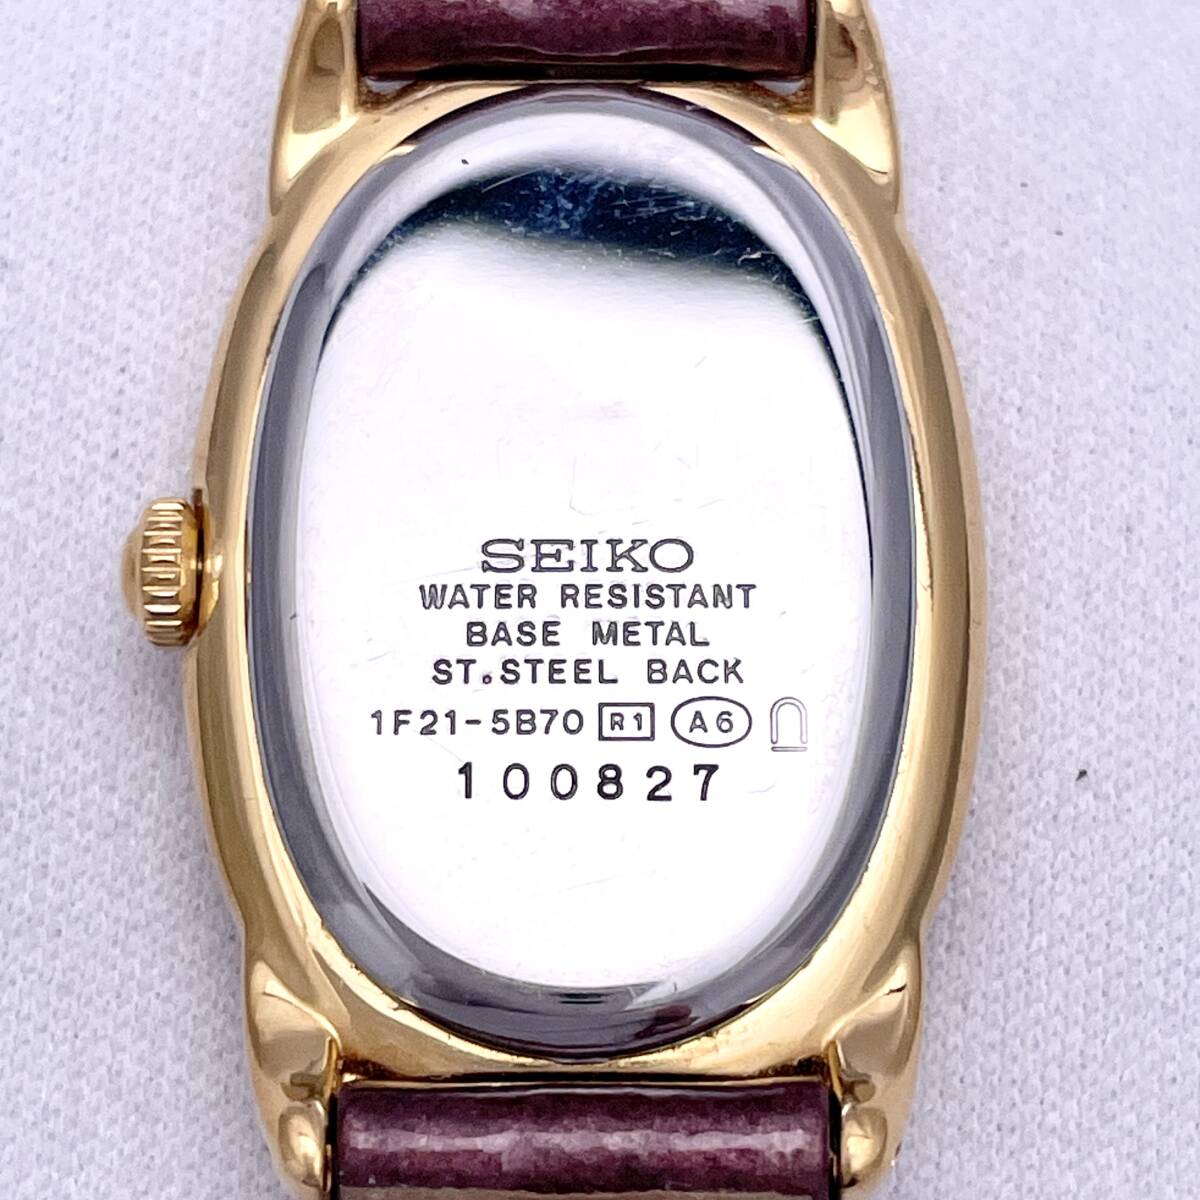 SEIKO
WATER RESISTANT
BASE METAL
ST.STEEL BACK
1F21-5B70 R1 A6
100827